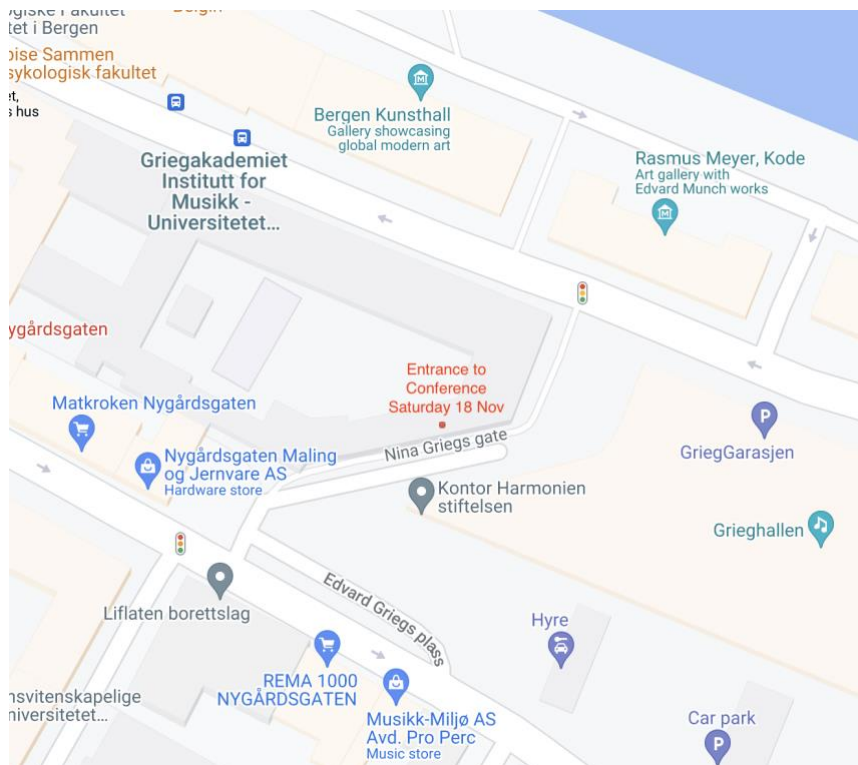 tet i Bergen
Sammen
sykologisk fakultet
s hus
Bergen Kunsthall
Gallery showcasing
global modern art
Rasmus Meyer, Kode
Art gallery with
Edvard Munch works
Griegakademiet
Institutt for
Musikk -
Universitetet...
ygårdsgaten
Entrance to
Conference
Saturday 18 Nov
Matkroken Nygårdsgaten
Nina Griegs gate
GriegGarasjen
Nygårdsgaten Maling
og Jernvare AS
Hardware store
Kontor Harmonien
stiftelsen
Grieghallen
Edvard Griegs plass
Liflaten borettslag
Hyre
REMA 1000
NYGÅRDSGATEN
nsvitenskapelige
niversitetet...
Musikk-Miljø AS
Avd. Pro Perc
Music store
Car park